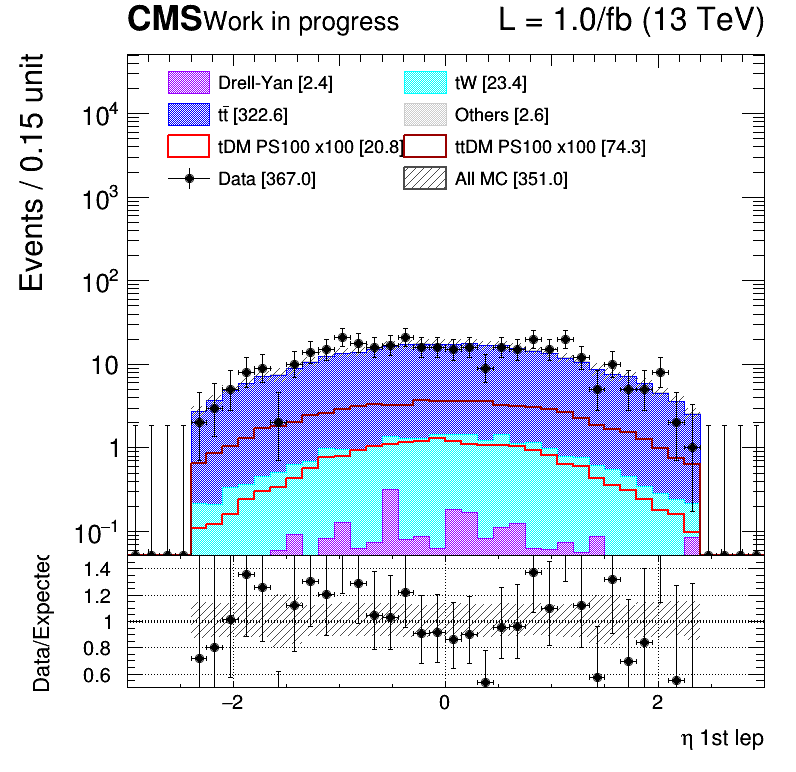 CMS Work in progress L = 1.0/fb (13 TeV)
Events / 0.15 unit
Drell-Yan [2.4] tW [23.4]
tt̄ [322.6] Others [2.6]
tDM PS100 x100 [20.8] ttDM PS100 x100 [74.3]
Data [367.0] All MC [351.0]
10⁴
10³
10²
10
1
10⁻¹
Data/Expected
1.4
1.2
1
0.8
0.6
−2 0 2
η 1st lep